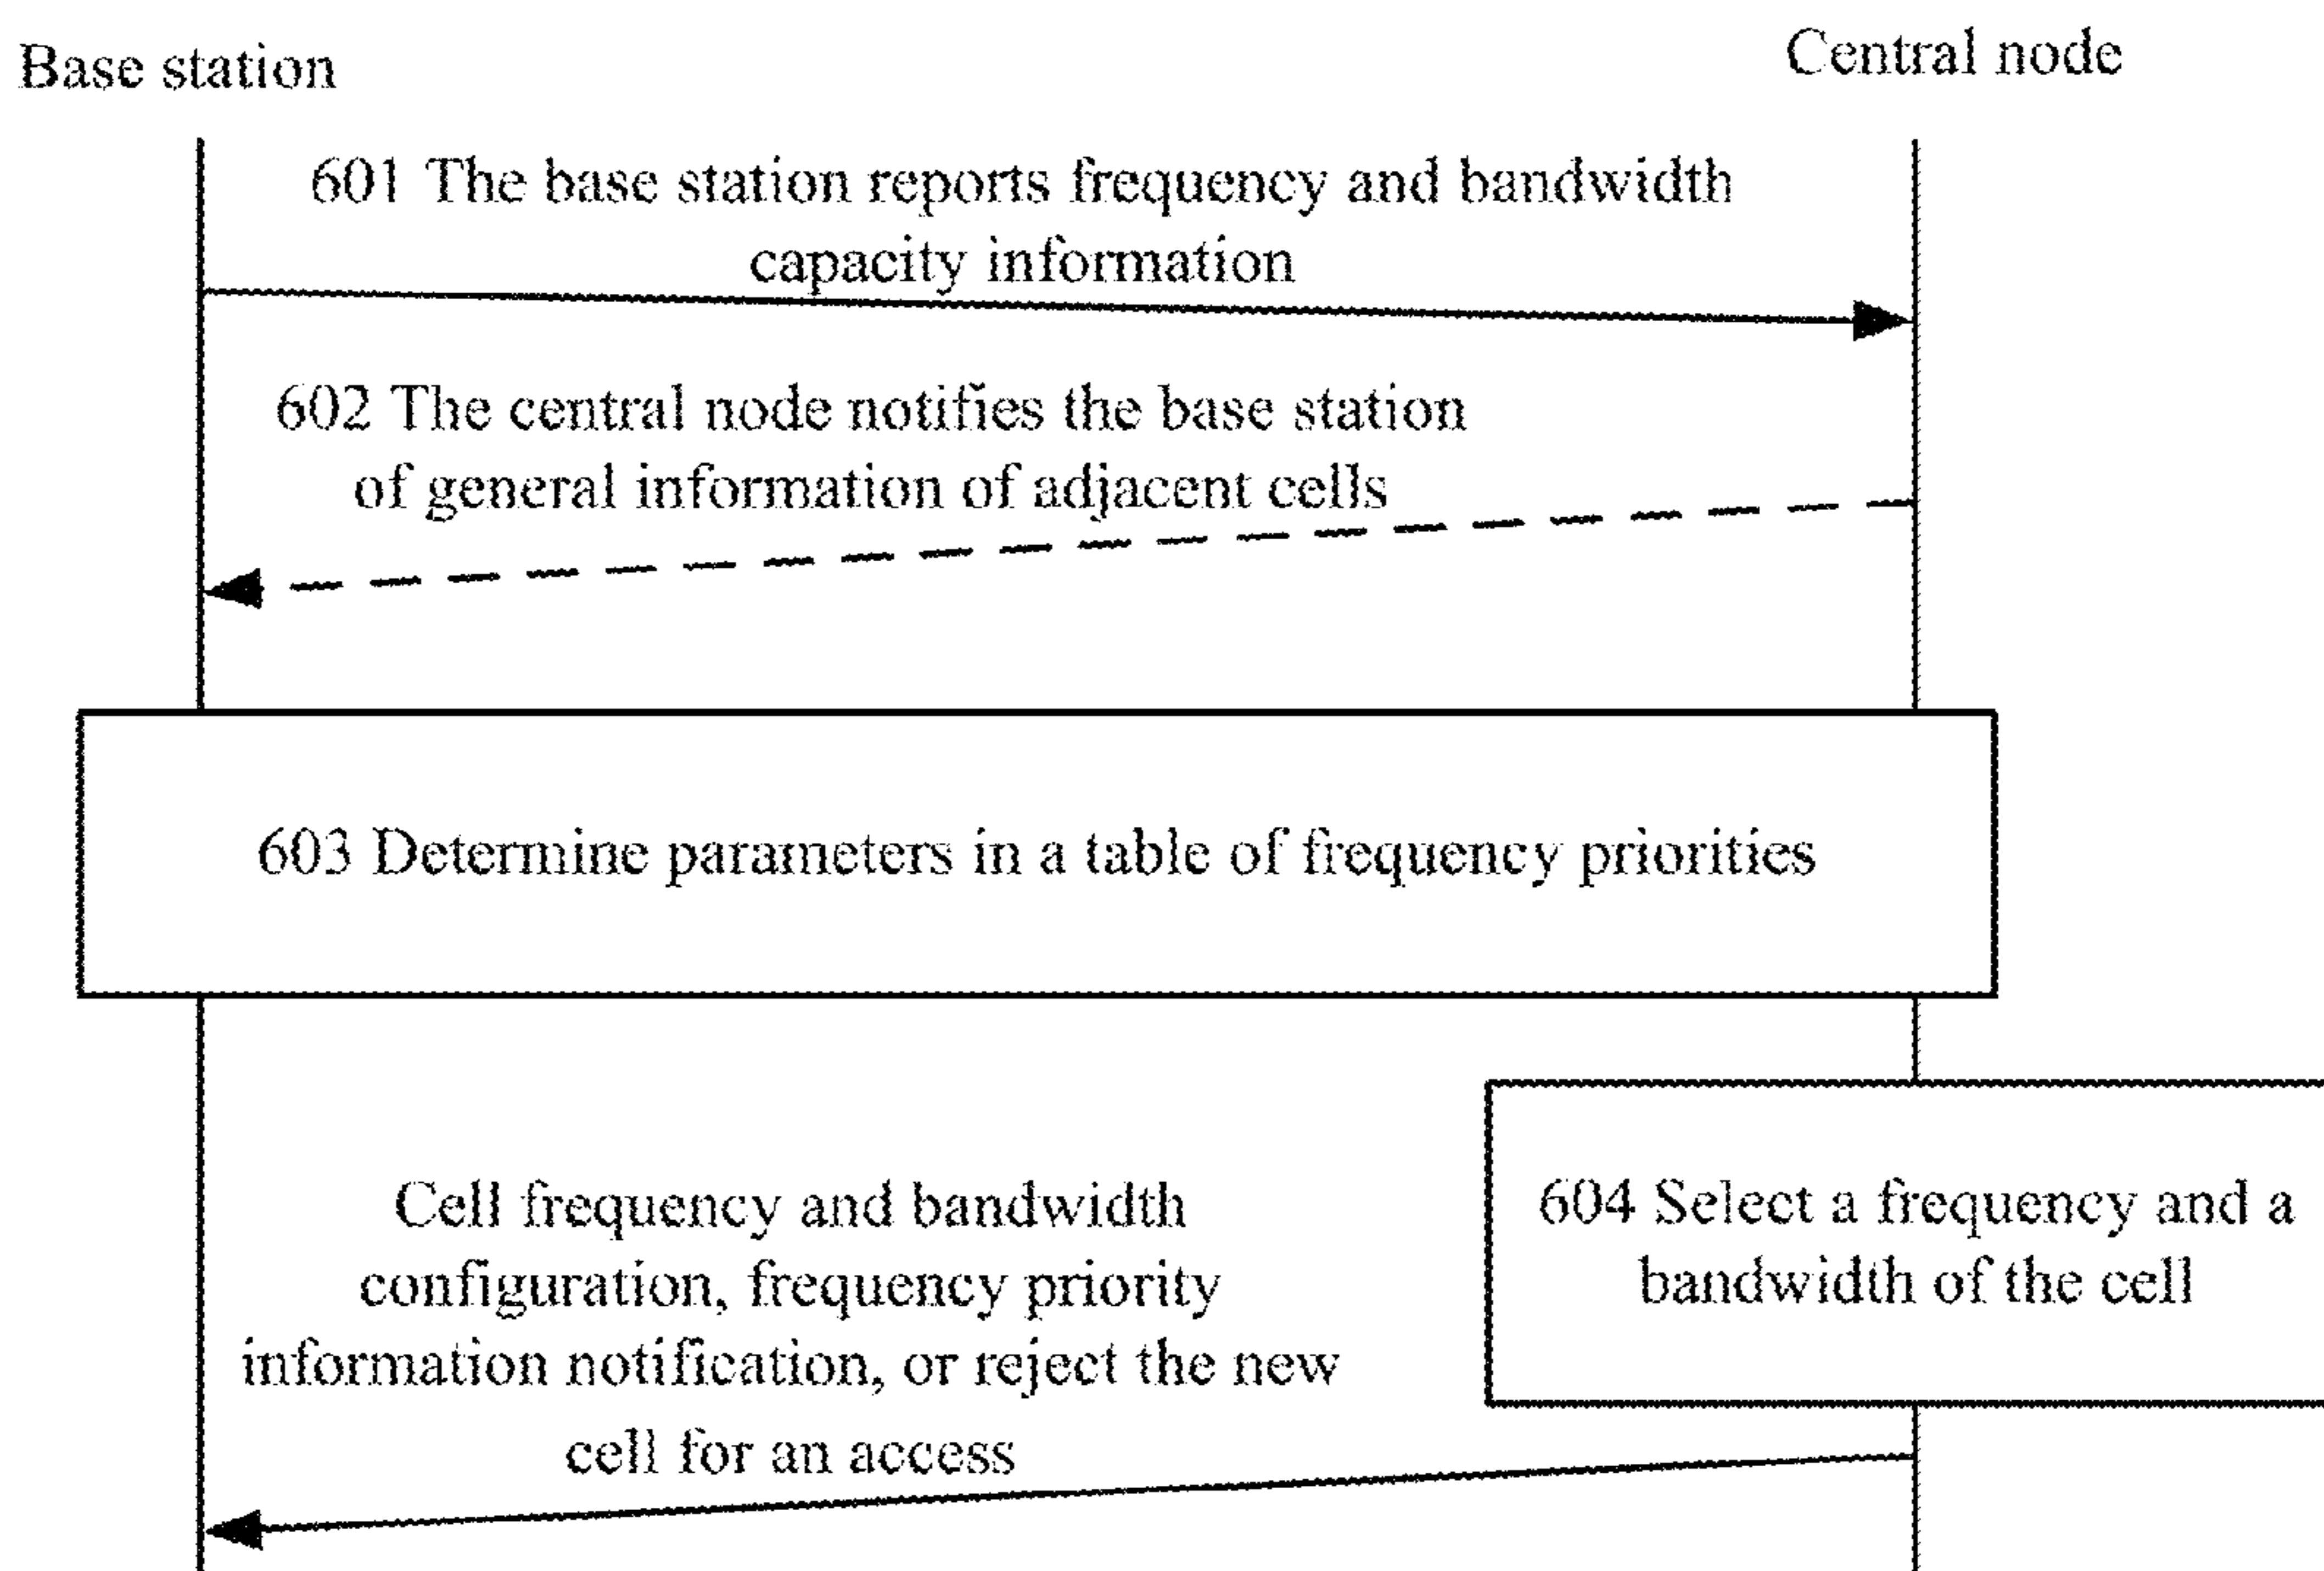 Base station
Central node
601 The base station reports frequency and bandwidth
capacity information
602 The central node notifies the base station
of general information of adjacent cells
603 Determine parameters in a table of frequency priorities
604 Select a frequency and a
bandwidth of the cell
Cell frequency and bandwidth
configuration, frequency priority
information notification, or reject the new
cell for an access